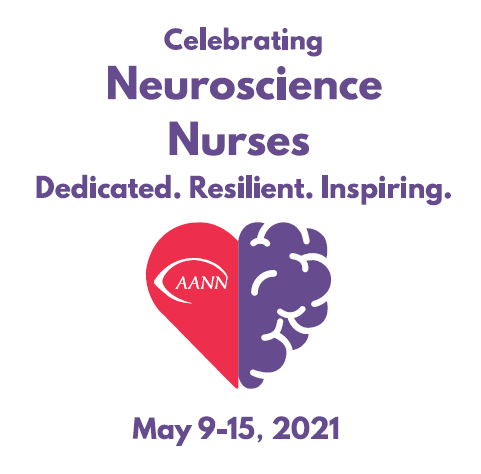 Celebrating
Neuroscience
Nurses
Dedicated. Resilient. Inspiring.
AANN
May 9-15, 2021